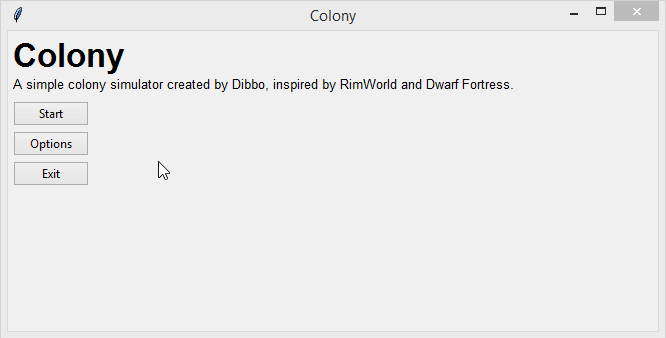 Colony
Colony
A simple colony simulator created by Dibbo, inspired by RimWorld and Dwarf Fortress.
Start
Options
Exit